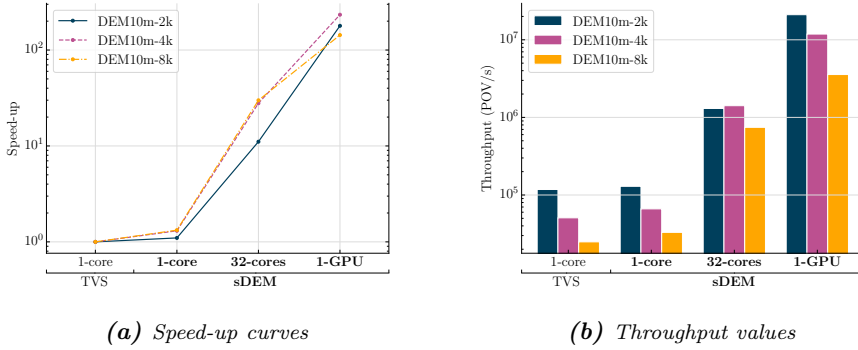 DEM10m-2k
DEM10m-4k
DEM10m-8k
Speed-up
10²
10¹
10⁰
1-core
1-core
32-cores
1-GPU
TVS
sDEM
(a) Speed-up curves
DEM10m-2k
DEM10m-4k
DEM10m-8k
Throughput (POV/s)
10⁷
10⁶
10⁵
1-core
1-core
32-cores
1-GPU
TVS
sDEM
(b) Throughput values